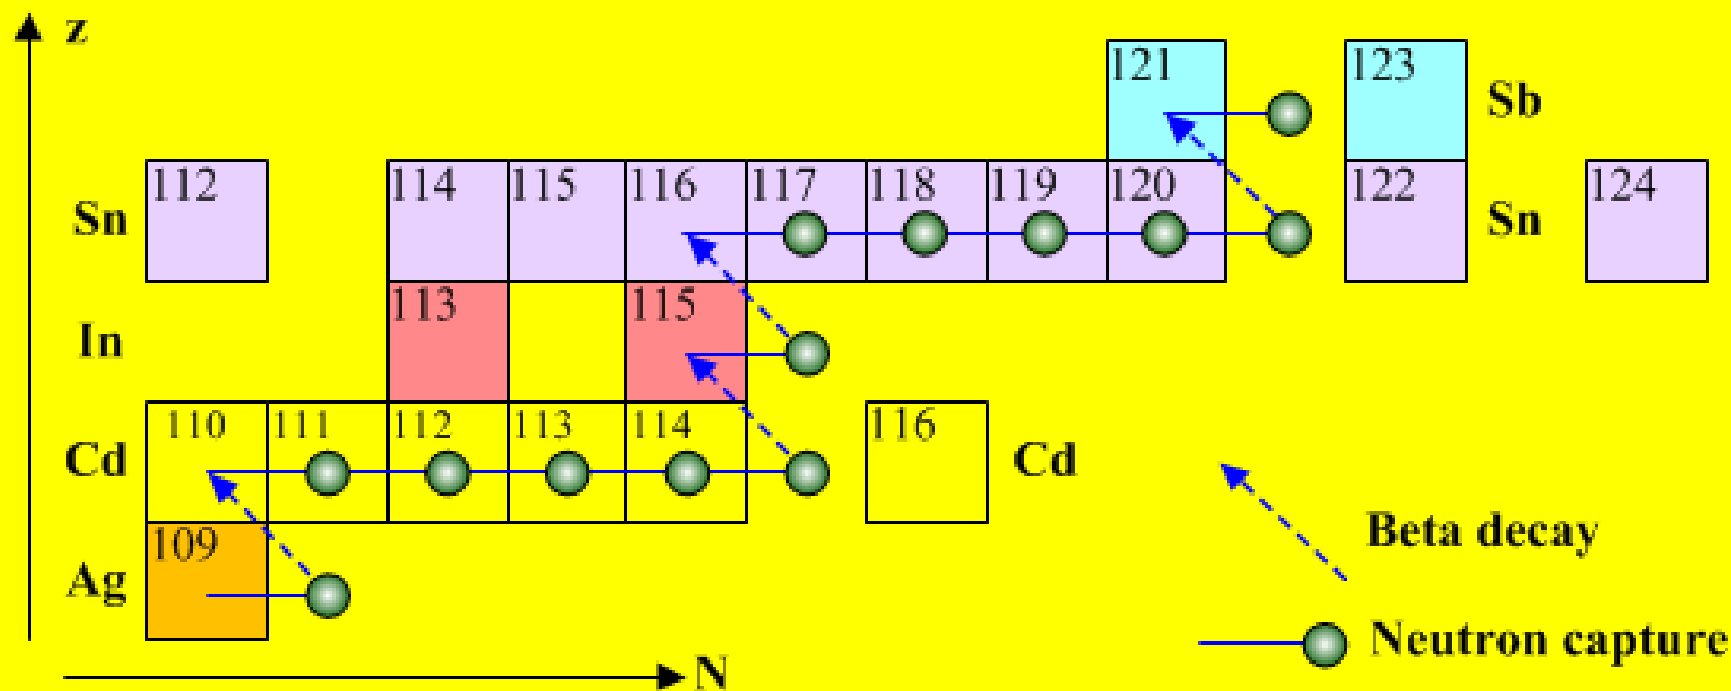 z
121 123 Sb
112 114 115 116 117 118 119 120 122 124
Sn Sn
113 115
In
110 111 112 113 114 116
Cd Cd
109
Beta decay
Ag
Neutron capture
N